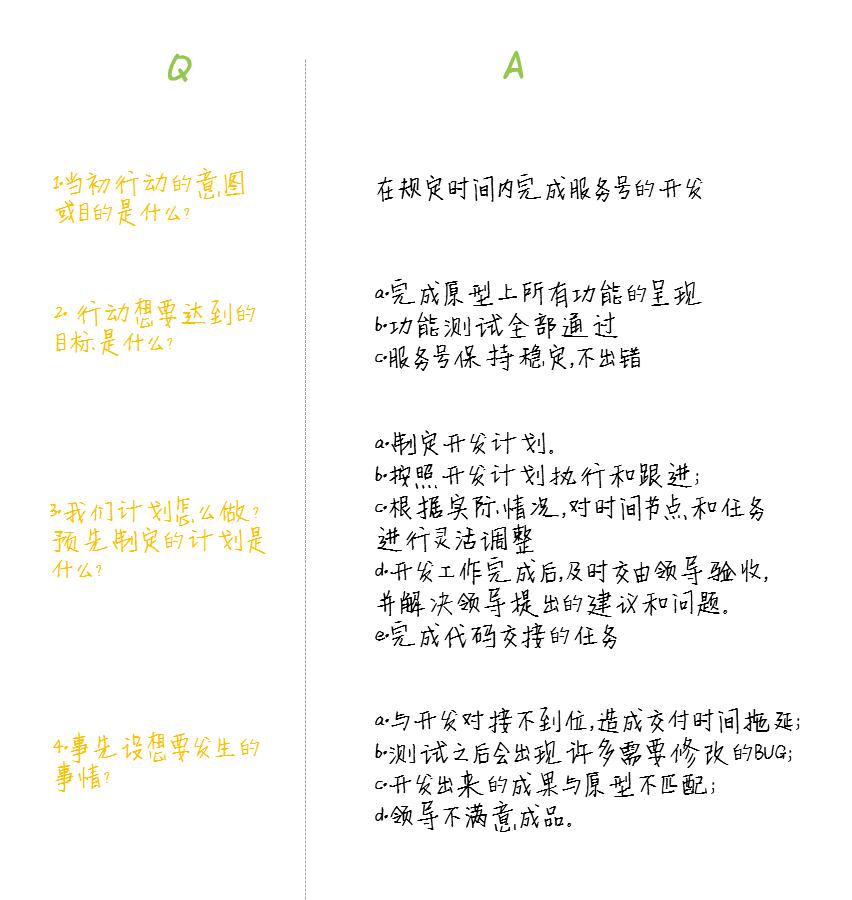 Q
A
1.当初行动的意图
或目的是什么?
在规定时间内完成服务号的开发
2.行动想要达到的
目标是什么?
a.完成原型上所有功能的呈现
b.功能测试全部通过
c.服务号保持稳定,不出错
3.我们计划怎么做?
预先制定的计划是
什么?
a.制定开发计划。
b.按照开发计划执行和跟进;
c.根据实际情况,对时间节点和任务
进行灵活调整
d.开发工作完成后,及时交由领导验收,
并解决领导提出的建议和问题。
e.完成代码交接的任务
4.事先设想要发生的
事情?
a.与开发对接不到位,造成交付时间拖延;
b.测试之后会出现许多需要修改的BUG;
c.开发出来的成果与原型不匹配;
d.领导不满意成品。